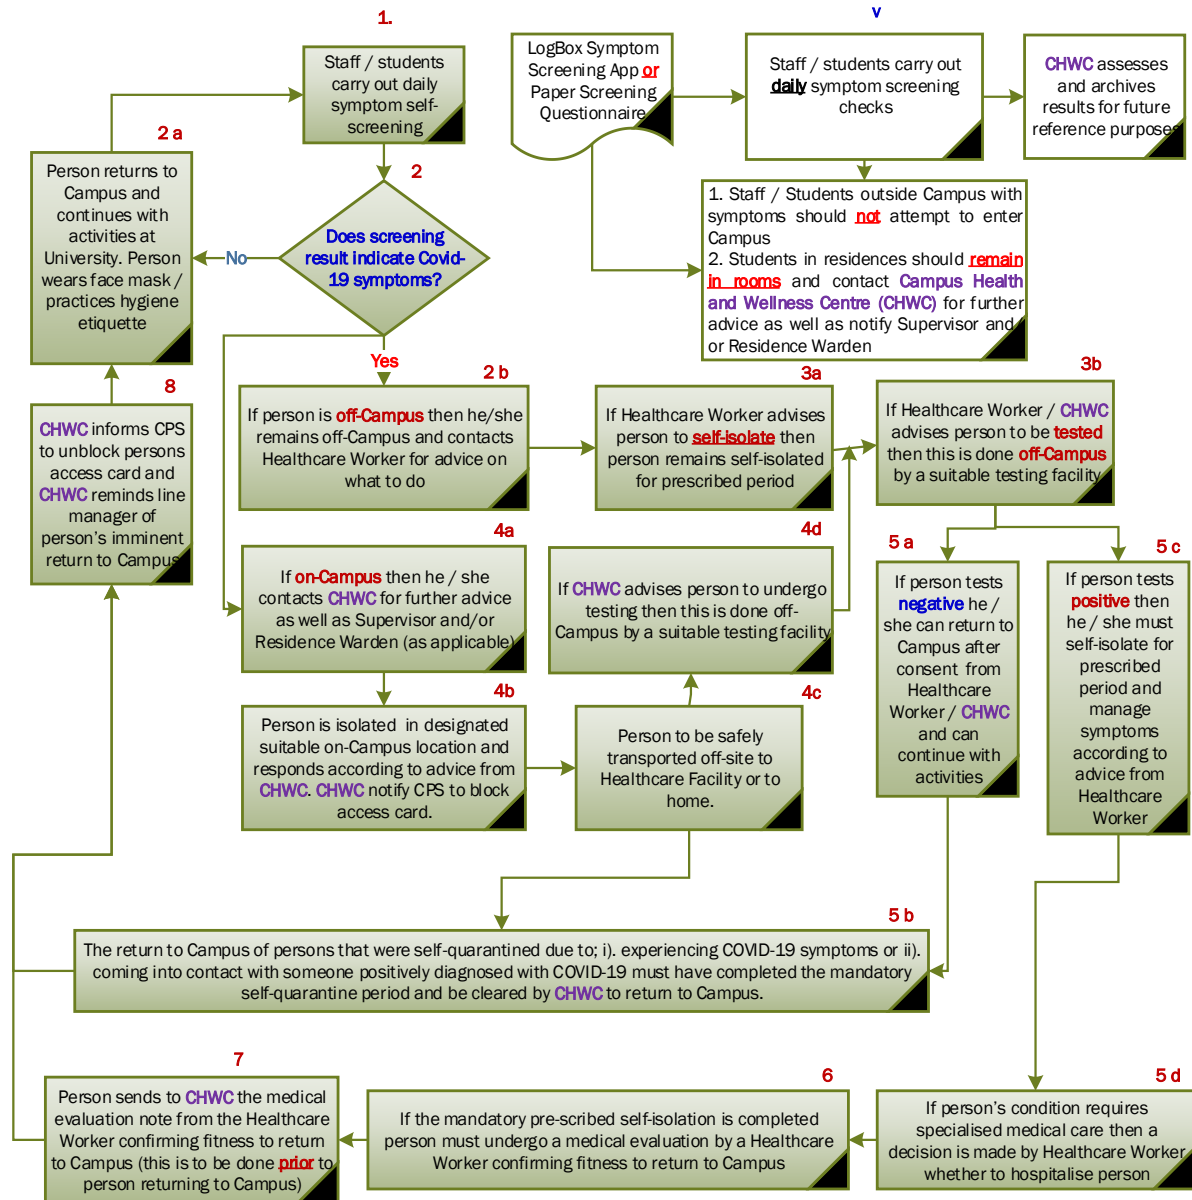 1.
Staff / students
carry out daily
symptom self-
screening
v
LogBox Symptom
Screening App or
Paper Screening
Questionnaire
Staff / students carry out
daily symptom screening
checks
CHWC assesses
and archives
results for future
reference purposes
1. Staff / Students outside Campus with
symptoms should not attempt to enter
Campus
2. Students in residences should remain
in rooms and contact Campus Health
and Wellness Centre (CHWC) for further
advice as well as notify Supervisor and/
or Residence Warden
2 a
Person returns to
Campus and
continues with
activities at
University. Person
wears face mask /
practices hygiene
etiquette
2
Does screening
result indicate Covid-
19 symptoms?
No
Yes
2 b
If person is off-Campus then he/she
remains off-Campus and contacts
Healthcare Worker for advice on
what to do
3a
If Healthcare Worker advises
person to self-isolate then
person remains self-isolated
for prescribed period
3b
If Healthcare Worker / CHWC
advises person to be tested
then this is done off-Campus
by a suitable testing facility
8
CHWC informs CPS
to unblock persons
access card and
CHWC reminds line
manager of
person's imminent
return to Campus
4a
If on-Campus then he / she
contacts CHWC for further advice
as well as Supervisor and/or
Residence Warden (as applicable)
4d
If CHWC advises person to undergo
testing then this is done off-
Campus by a suitable testing facility
4b
Person is isolated in designated
suitable on-Campus location and
responds according to advice from
CHWC. CHWC notify CPS to block
access card.
4c
Person to be safely
transported off-site to
Healthcare Facility or to
home.
5 a
If person tests
negative he /
she can return to
Campus after
consent from
Healthcare
Worker / CHWC
and can
continue with
activities
5 c
If person tests
positive then
he / she must
self-isolate for
prescribed
period and
manage
symptoms
according to
advice from
Healthcare
Worker
5 b
The return to Campus of persons that were self-quarantined due to; i). experiencing COVID-19 symptoms or ii).
coming into contact with someone positively diagnosed with COVID-19 must have completed the mandatory
self-quarantine period and be cleared by CHWC to return to Campus.
7
Person sends to CHWC the medical
evaluation note from the Healthcare
Worker confirming fitness to return
to Campus (this is to be done prior to
person returning to Campus)
6
If the mandatory pre-scribed self-isolation is completed
person must undergo a medical evaluation by a Healthcare
Worker confirming fitness to return to Campus
5 d
If person's condition requires
specialised medical care then a
decision is made by Healthcare Worker
whether to hospitalise person